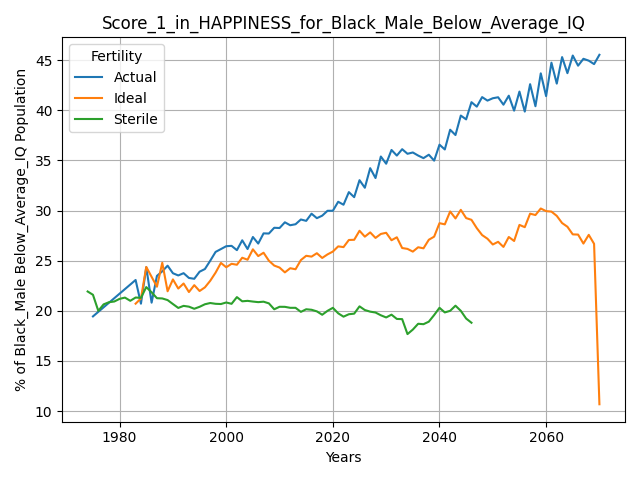 Score_1_in_HAPPINESS_for_Black_Male_Below_Average_IQ
% of Black_Male Below_Average_IQ Population
45
40
35
30
25
20
15
10
Fertility
Actual
Ideal
Sterile
1980 2000 2020 2040 2060
Years